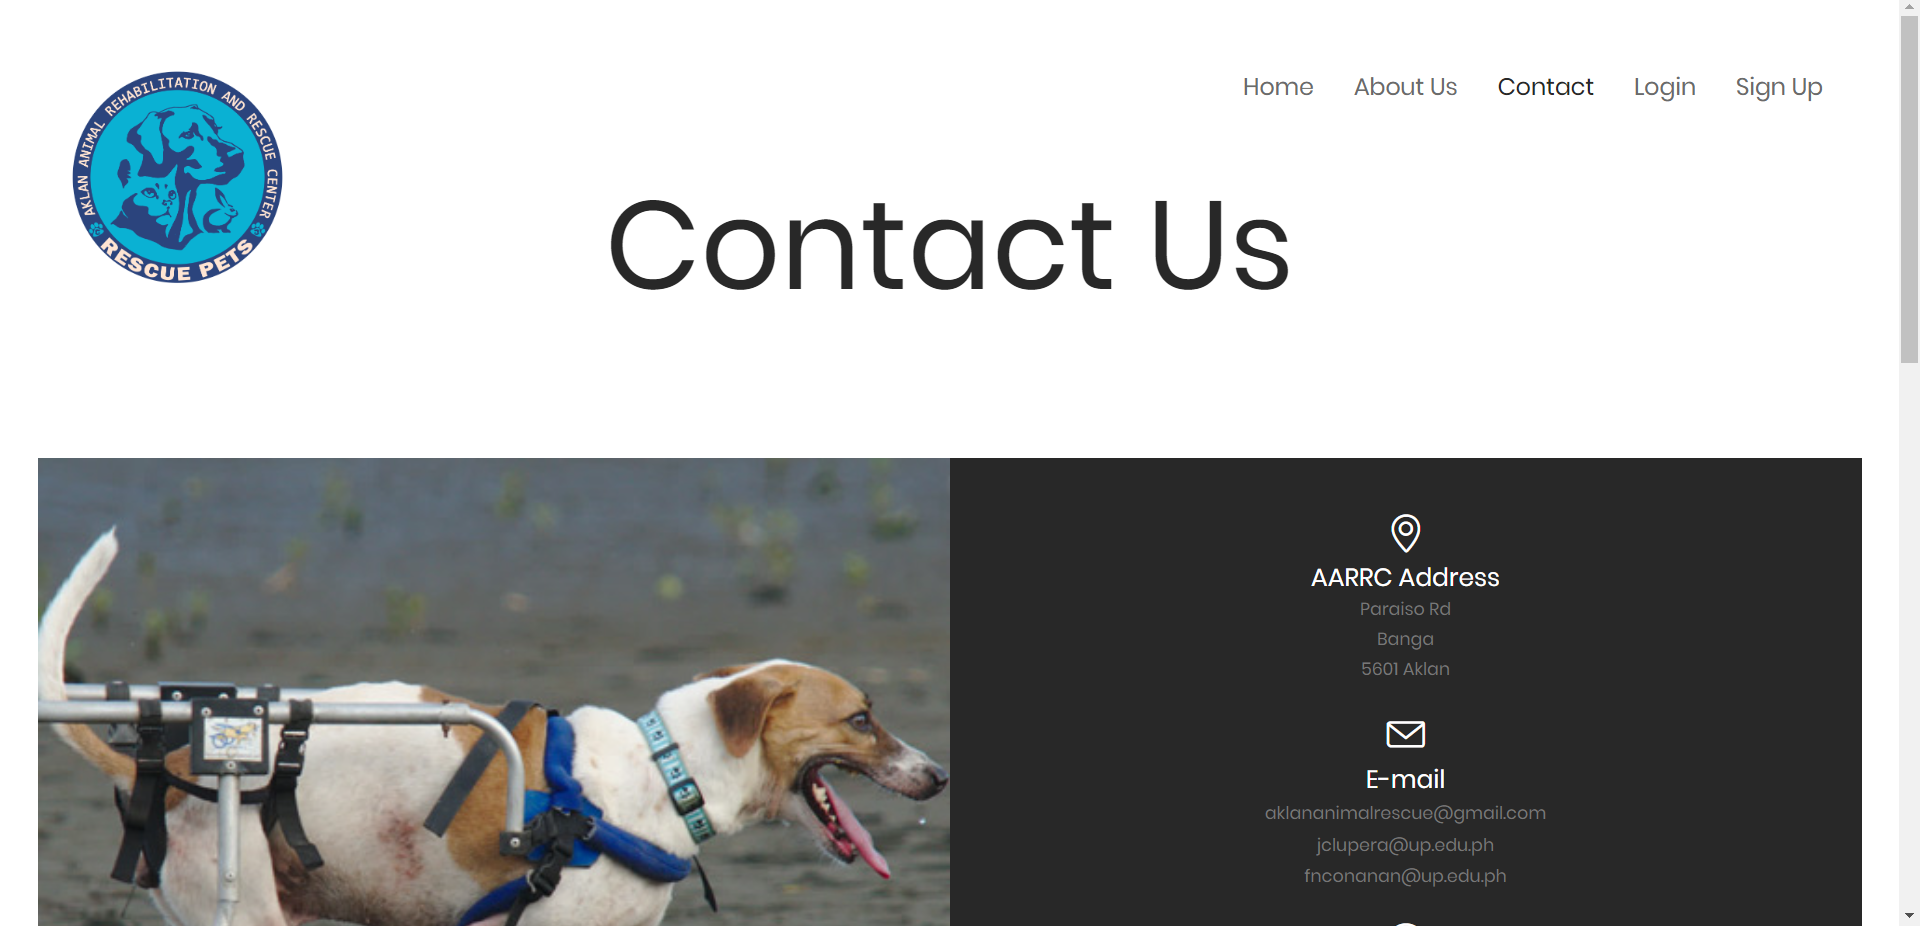 AKLAN ANIMAL REHABILITATION AND RESCUE CENTER
RESCUE PETS
Home About Us Contact Login Sign Up
Contact Us
AARRC Address
Paraiso Rd
Banga
5601 Aklan
E-mail
aklananimalrescue@gmail.com
jclupera@up.edu.ph
fnconanan@up.edu.ph